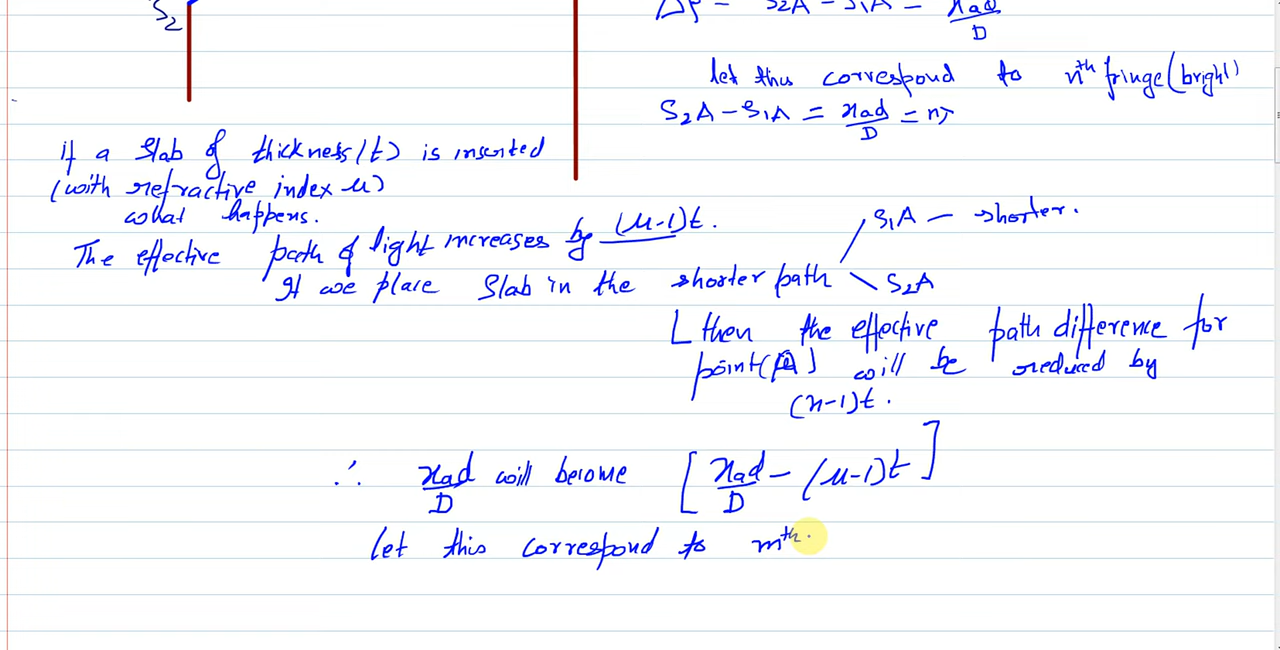 S₂
Δp = S₂A - S₁A = xₐd/D
let this correspond to nᵗʰ fringe (bright)
S₂A - S₁A = xₐd/D = nλ
If a slab of thickness (t) is inserted
(with refractive index μ)
what happens.
The effective path of light increases by (μ-1)t.
If we place slab in the shorter path
S₁A - shorter.
S₂A
then the effective path difference for
point (A) will be reduced by
(μ-1)t.
∴ xₐd/D will become [xₐd/D - (μ-1)t]
let this correspond to mᵗʰ